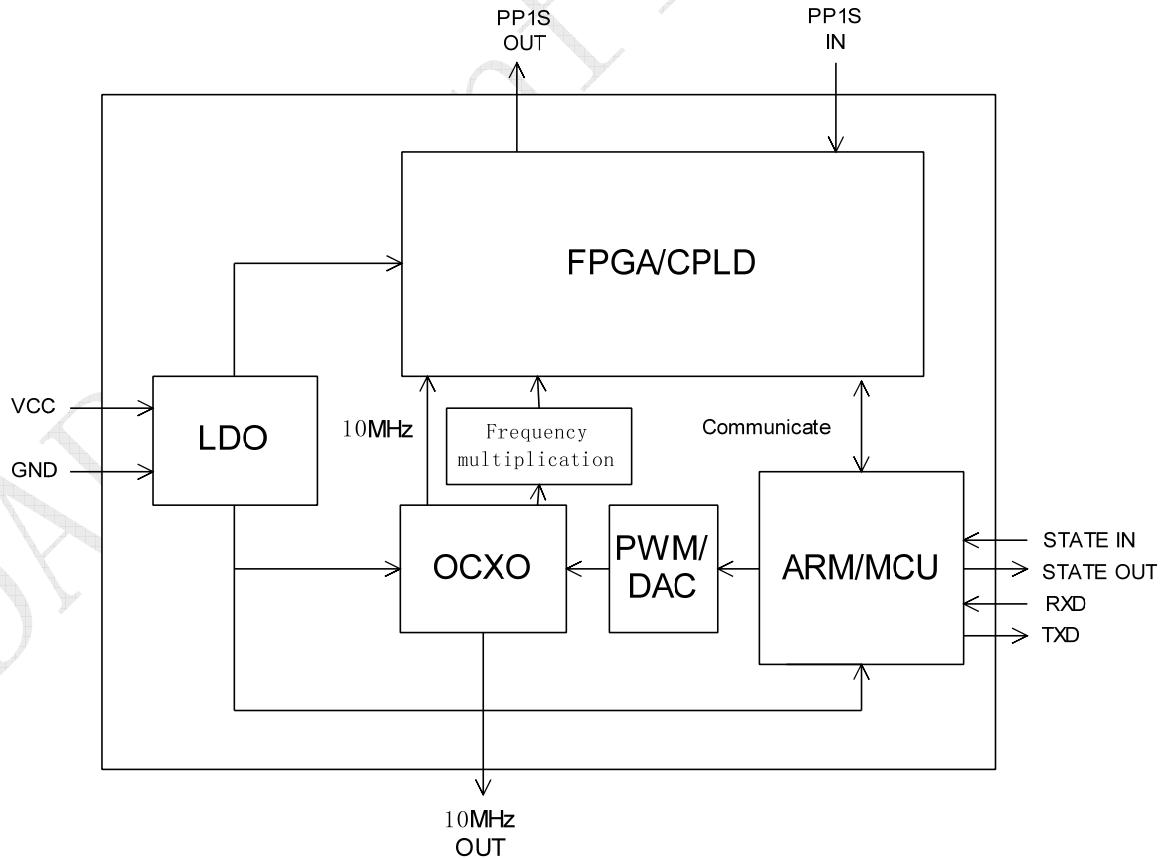 PP1S
OUT
PP1S
IN
FPGA/CPLD
VCC
GND
LDO
10MHz
Frequency
multiplication
Communicate
OCXO
PWM/
DAC
ARM/MCU
STATE IN
STATE OUT
RXD
TXD
10MHz
OUT